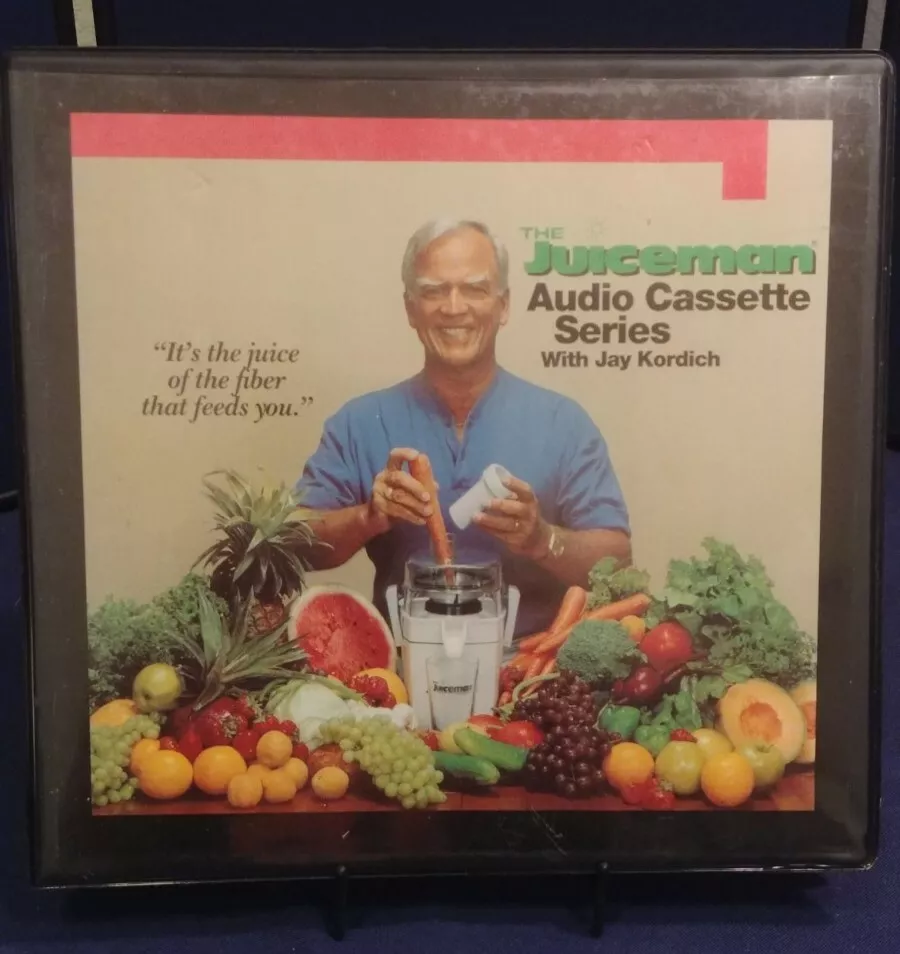 THE
Juiceman®
Audio Cassette
Series
With Jay Kordich
“It’s the juice
of the fiber
that feeds you.”
Juiceman